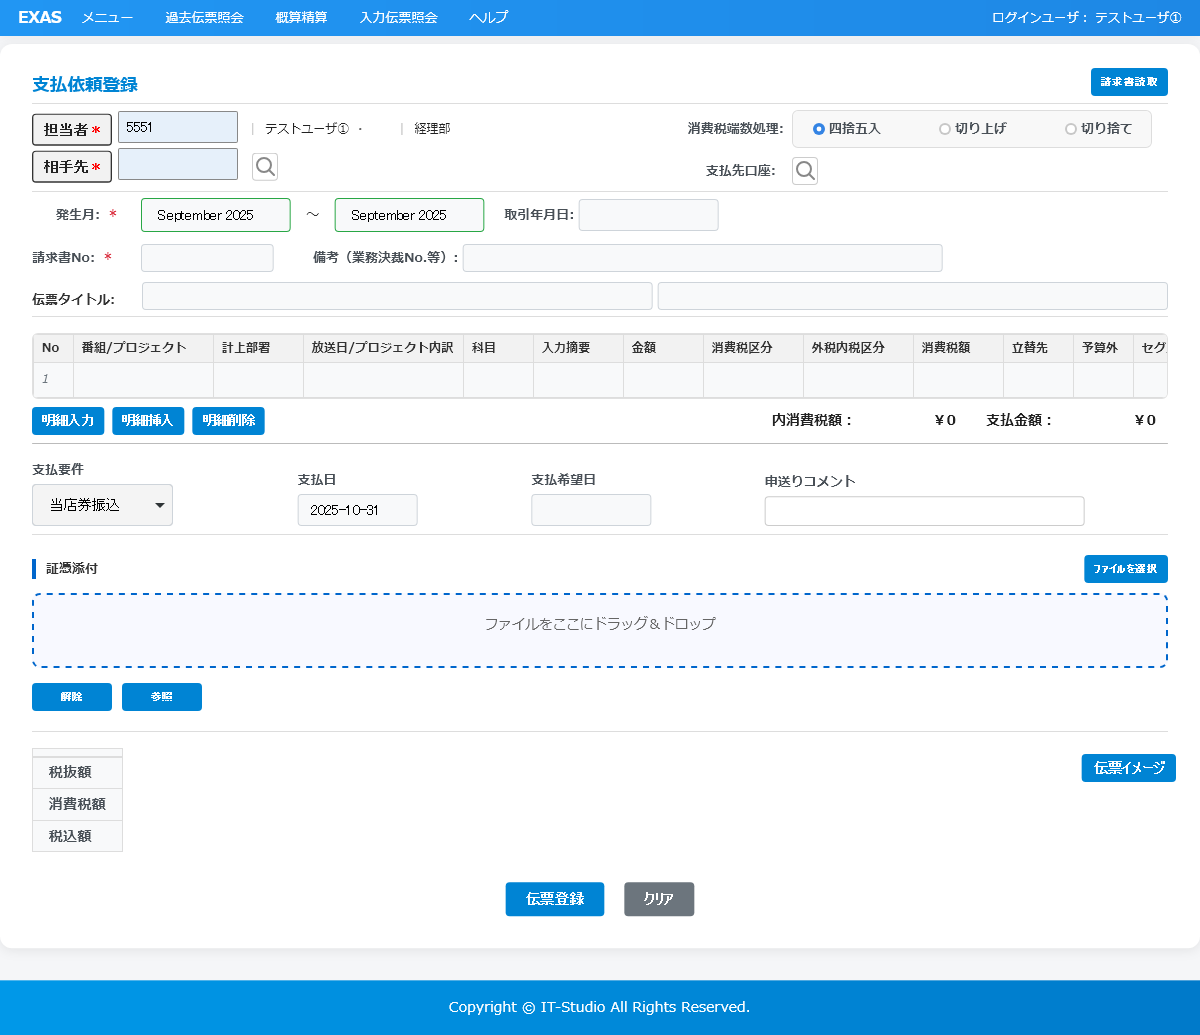 EXAS メニュー 過去伝票照会 概算精算 入力伝票照会 ヘルプ ログインユーザ： テストユーザ①
支払依頼登録 請求書読取
担当者* 5551 | テストユーザ① ・ | 経理部 消費税端数処理: 四捨五入 切り上げ 切り捨て
相手先* 支払先口座:
発生月: * September 2025 ～ September 2025 取引年月日:
請求書No: * 備考（業務決裁No.等）:
伝票タイトル:
No 番組/プロジェクト 計上部署 放送日/プロジェクト内訳 科目 入力摘要 金額 消費税区分 外税内税区分 消費税額 立替先 予算外 セグ
1
明細入力 明細挿入 明細削除 内消費税額： ￥0 支払金額： ￥0
支払要件 支払日 支払希望日 申送りコメント
当店券振込 2025-10-31
証憑添付 ファイルを選択
ファイルをここにドラッグ＆ドロップ
解除 参照
税抜額 伝票イメージ
消費税額
税込額
伝票登録 クリア
Copyright © IT-Studio All Rights Reserved.